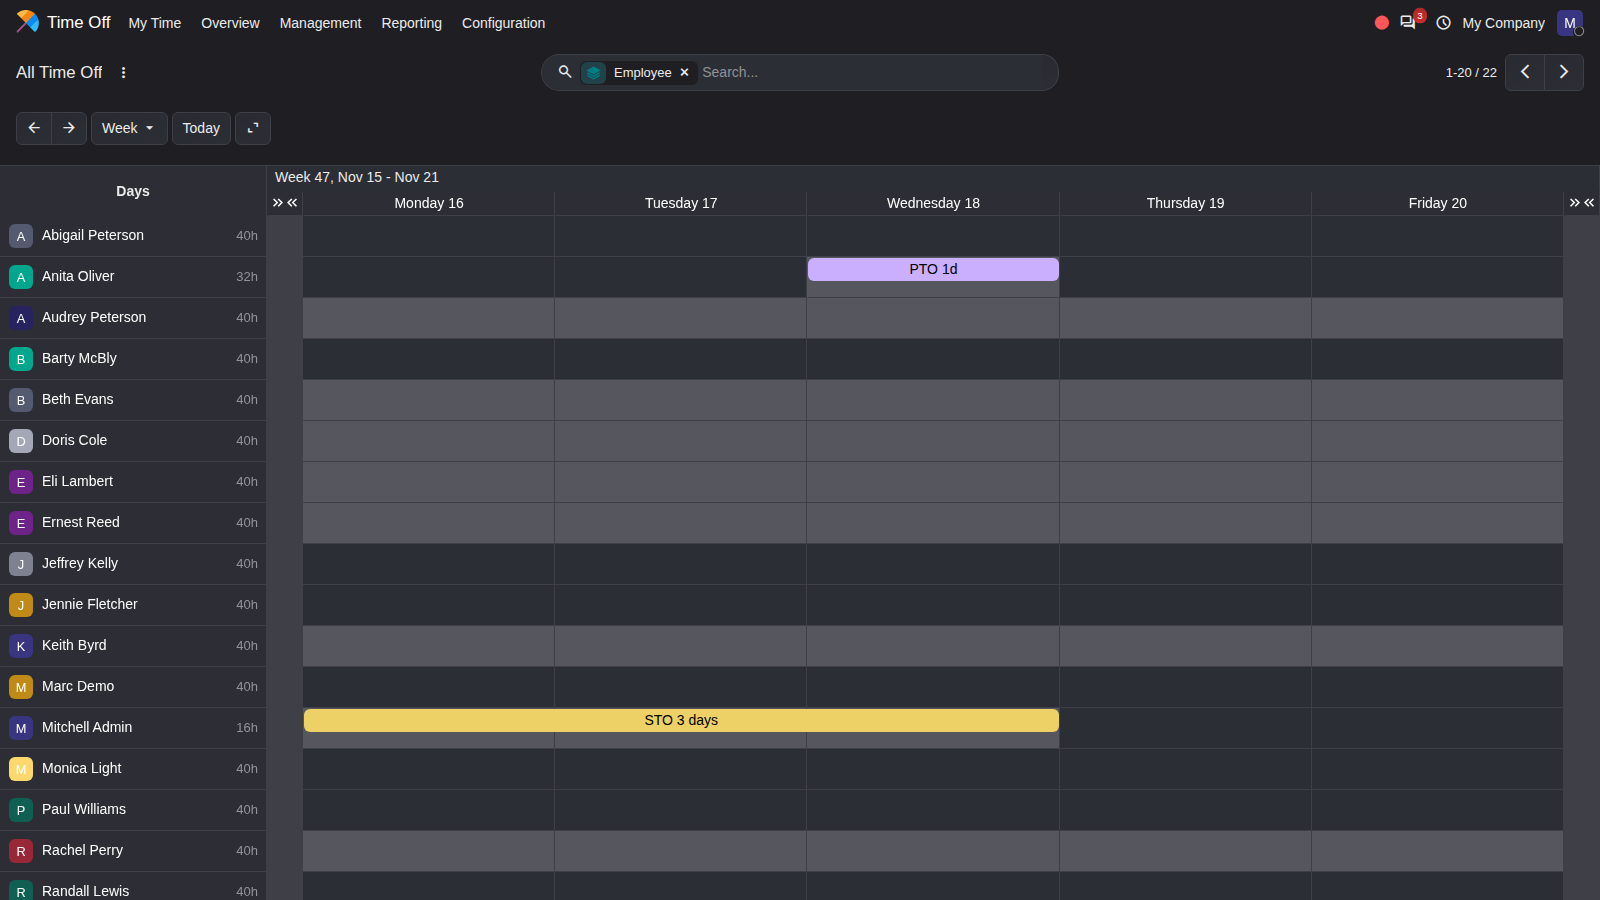 Time Off My Time Overview Management Reporting Configuration 3 My Company M
All Time Off Employee Search... 1-20 / 22
Week Today
Days
Week 47, Nov 15 - Nov 21
Monday 16 Tuesday 17 Wednesday 18 Thursday 19 Friday 20
A Abigail Peterson 40h
A Anita Oliver 32h PTO 1d
A Audrey Peterson 40h
B Barty McBly 40h
B Beth Evans 40h
D Doris Cole 40h
E Eli Lambert 40h
E Ernest Reed 40h
J Jeffrey Kelly 40h
J Jennie Fletcher 40h
K Keith Byrd 40h
M Marc Demo 40h
M Mitchell Admin 16h STO 3 days
M Monica Light 40h
P Paul Williams 40h
R Rachel Perry 40h
R Randall Lewis 40h